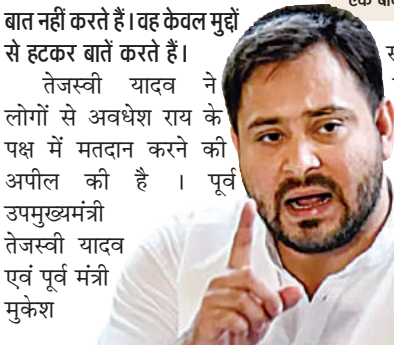 बात नहीं करते हैं। वह केवल मुद्दों
से हटकर बातें करते हैं।
तेजस्वी यादव ने
लोगों से अवधेश राय के
पक्ष में मतदान करने की
अपील की है । पूर्व
उपमुख्यमंत्री
तेजस्वी यादव
एवं पूर्व मंत्री
मुकेश